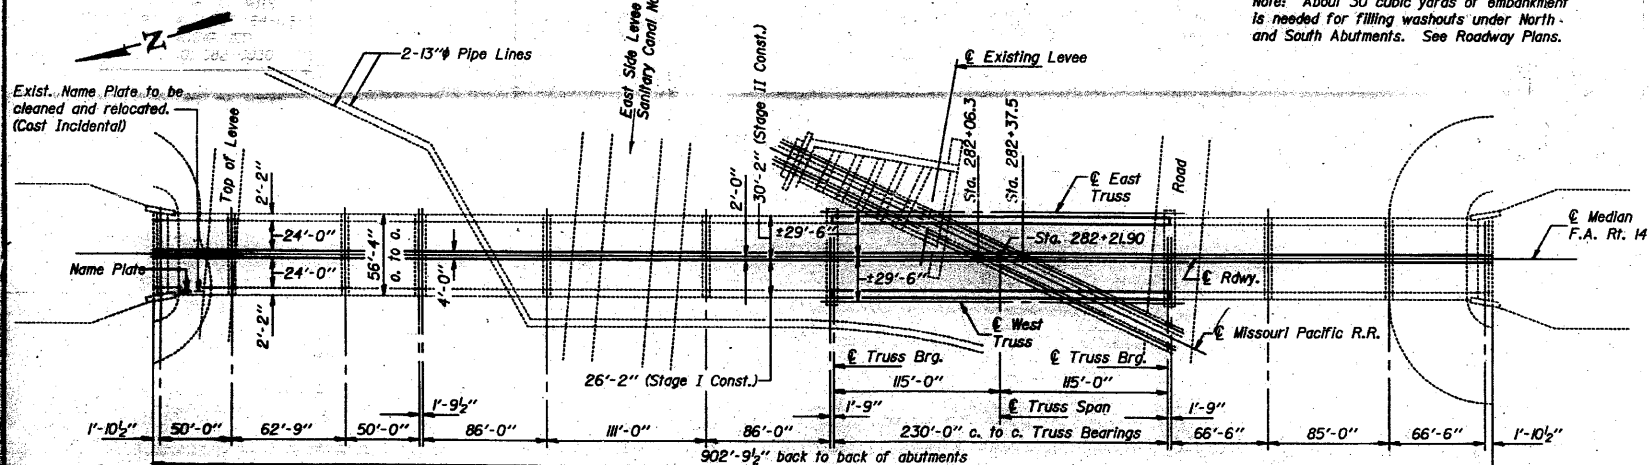 Note: About 50 cubic yards of embankment
is needed for filling washouts under North
and South Abutments. See Roadway Plans.
N
2-13"ϕ Pipe Lines
East Side Levee
Sanitary Canal
30'-2" (Stage II Const.)
℄ Existing Levee
Exist. Name Plate to be
cleaned and relocated.
(Cost Incidental)
Top of Levee
2'-2"
Sta. 282+06.3
Sta. 282+37.5
℄ East
Truss
Road
2'-0"
℄ Median
F.A. Rt. 14
24'-0"
56'-4"
o. to o.
±29'-6"
Sta. 282+21.90
Name Plate
24'-0"
4'-0"
±29'-6"
℄ Rdwy.
2'-2"
℄ West
Truss
℄ Missouri Pacific R.R.
26'-2" (Stage I Const.)
℄ Truss Brg.
℄ Truss Brg.
115'-0"
115'-0"
1'-9½"
1'-9"
℄ Truss Span
1'-9"
1'-10½"
50'-0"
62'-9"
50'-0"
86'-0"
111'-0"
86'-0"
230'-0" c. to c. Truss Bearings
66'-6"
85'-0"
66'-6"
1'-10½"
902'-9½" back to back of abutments